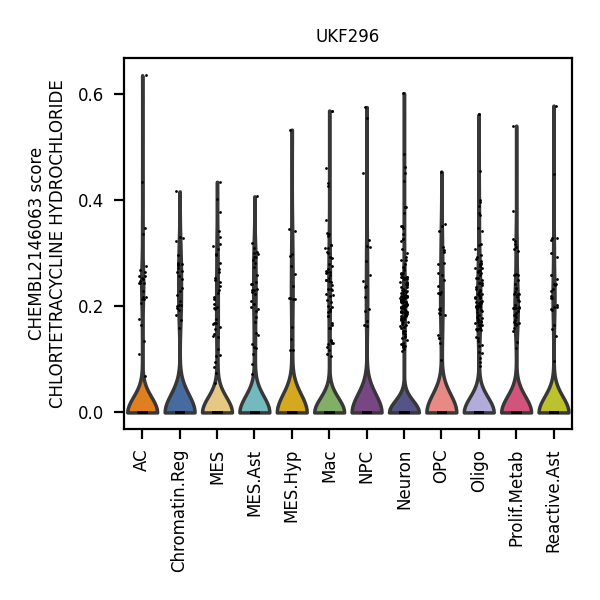 UKF296
CHEMBL2146063 score
CHLORTETRACYCLINE HYDROCHLORIDE
0.6
0.4
0.2
0.0
AC
Chromatin.Reg
MES
MES.Ast
MES.Hyp
Mac
NPC
Neuron
OPC
Oligo
Prolif.Metab
Reactive.Ast